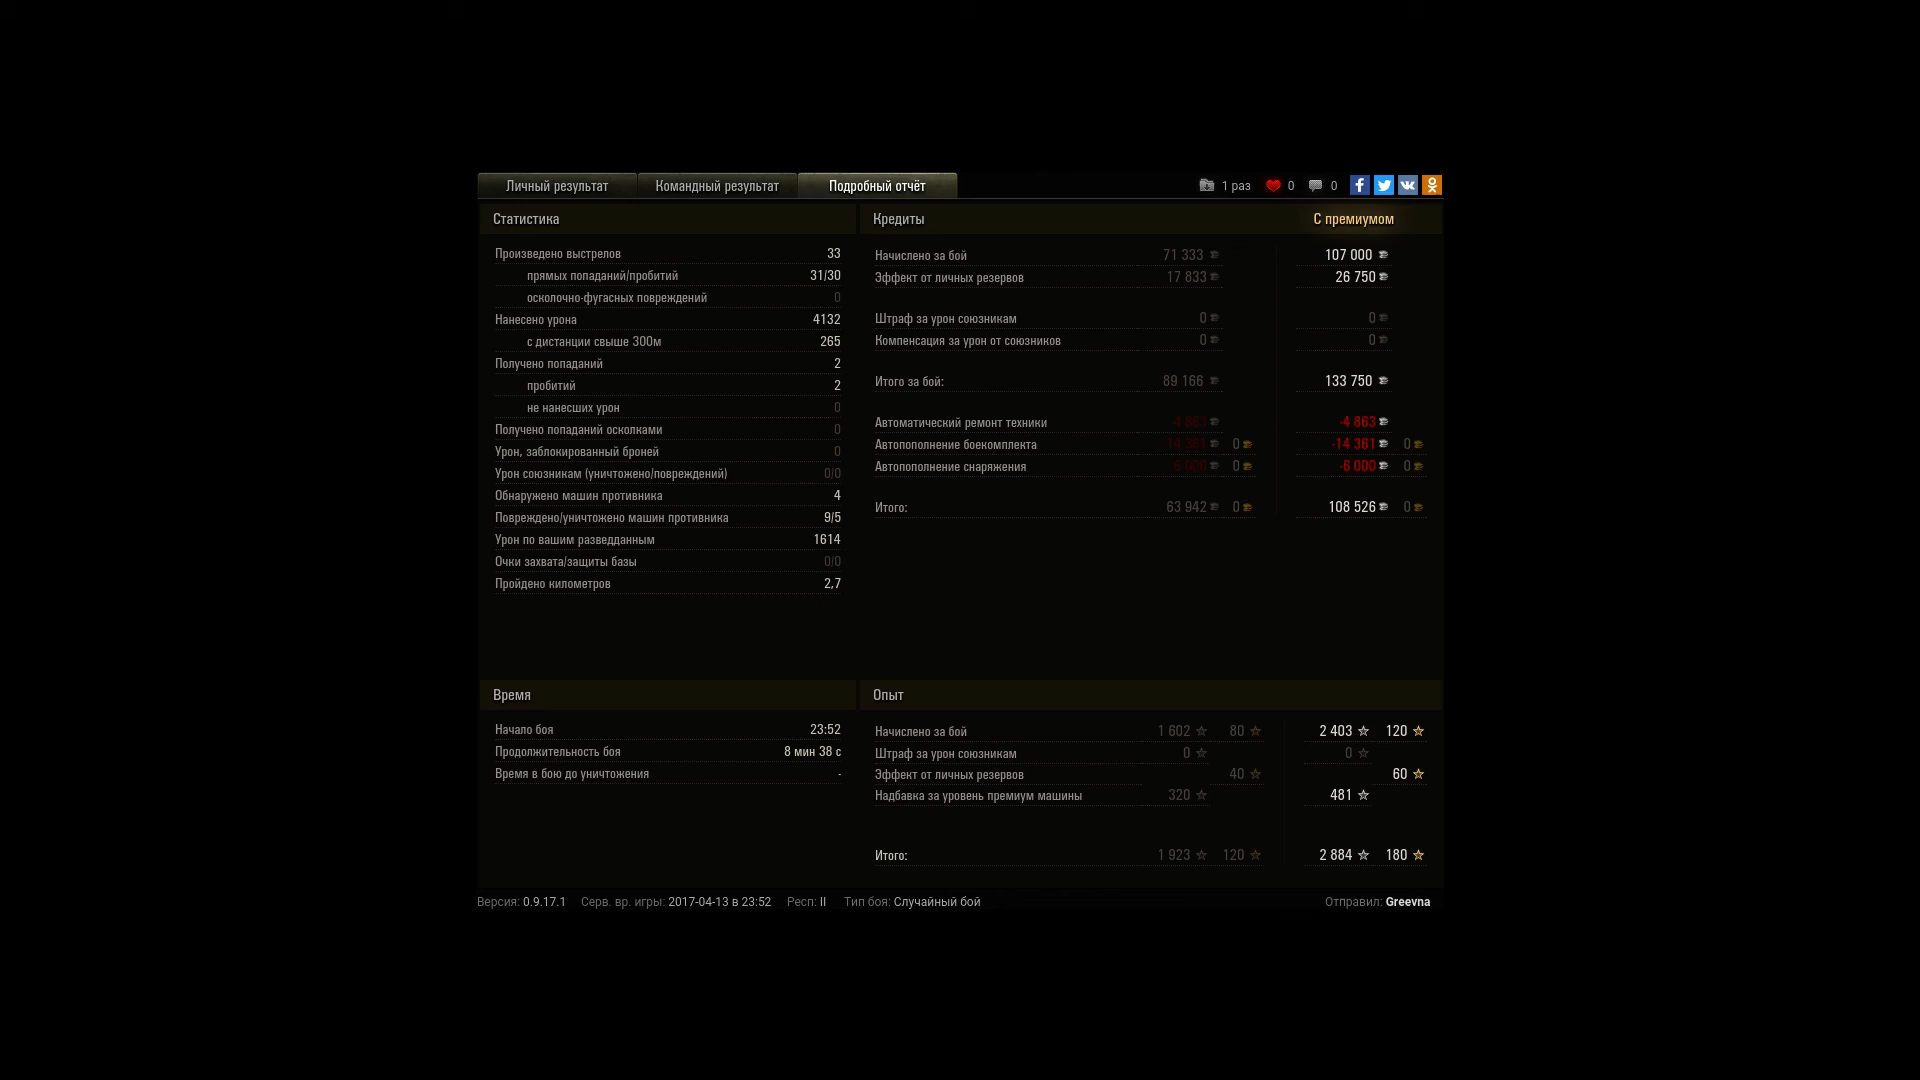 Личный результат Командный результат Подробный отчёт 1 раз 0 0
Статистика
Произведено выстрелов 33
прямых попаданий/пробитий 31/30
осколочно-фугасных повреждений 0
Нанесено урона 4132
с дистанции свыше 300м 265
Получено попаданий 2
пробитий 2
не нанесших урон 0
Получено попаданий осколками 0
Урон, заблокированный броней 0
Урон союзникам (уничтожено/повреждений) 0/0
Обнаружено машин противника 4
Повреждено/уничтожено машин противника 9/5
Урон по вашим разведданным 1614
Очки захвата/защиты базы 0/0
Пройдено километров 2,7
Кредиты С премиумом
Начислено за бой 71 333 107 000
Эффект от личных резервов 17 833 26 750
Штраф за урон союзникам 0 0
Компенсация за урон от союзников 0 0
Итого за бой: 89 166 133 750
Автоматический ремонт техники -4 863 -4 863
Автопополнение боекомплекта -14 361 0 -14 361 0
Автопополнение снаряжения -6 000 0 -6 000 0
Итого: 63 942 0 108 526 0
Время
Начало боя 23:52
Продолжительность боя 8 мин 38 с
Время в бою до уничтожения -
Опыт
Начислено за бой 1 602 80 2 403 120
Штраф за урон союзникам 0 0
Эффект от личных резервов 40 60
Надбавка за уровень премиум машины 320 481
Итого: 1 923 120 2 884 180
Версия: 0.9.17.1 Серв. вр. игры: 2017-04-13 в 23:52 Респ: II Тип боя: Случайный бой Отправил: Greevna